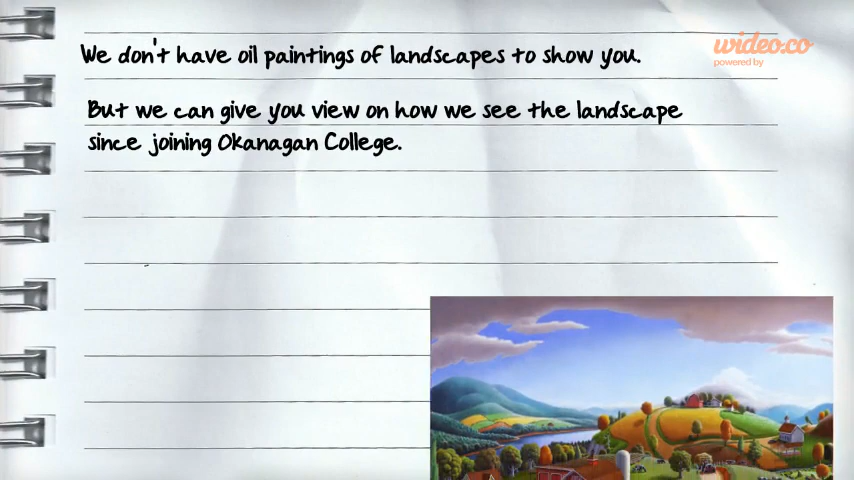 We don't have oil paintings of landscapes to show you.
wideo.co
powered by
But we can give you view on how we see the landscape
since joining Okanagan College.